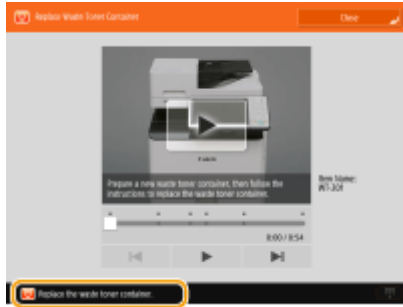 Replace Waste Toner Container
Close
Canon
Prepare a new waste toner container, then follow the
instructions to replace the waste toner container.
Item Name:
WT-201
0:00 / 0:54
Replace the waste toner container.